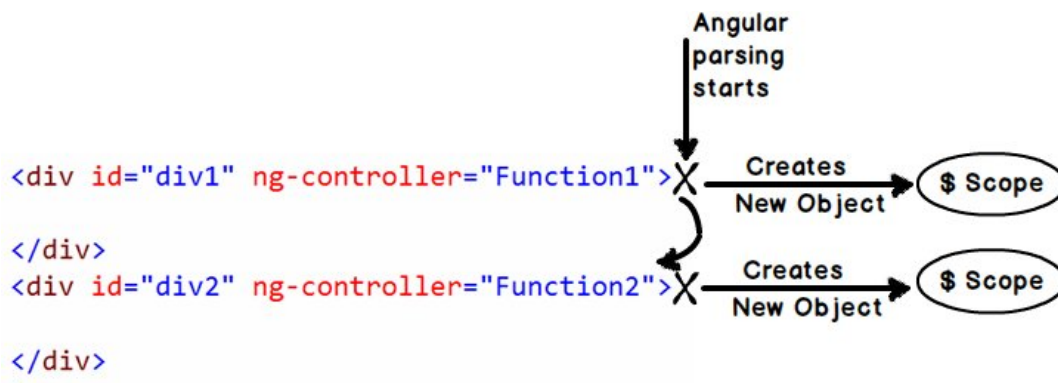 Angular
parsing
starts
<div id="div1" ng-controller="Function1">X
Creates
New Object
$ Scope
</div>
<div id="div2" ng-controller="Function2">X
Creates
New Object
$ Scope
</div>